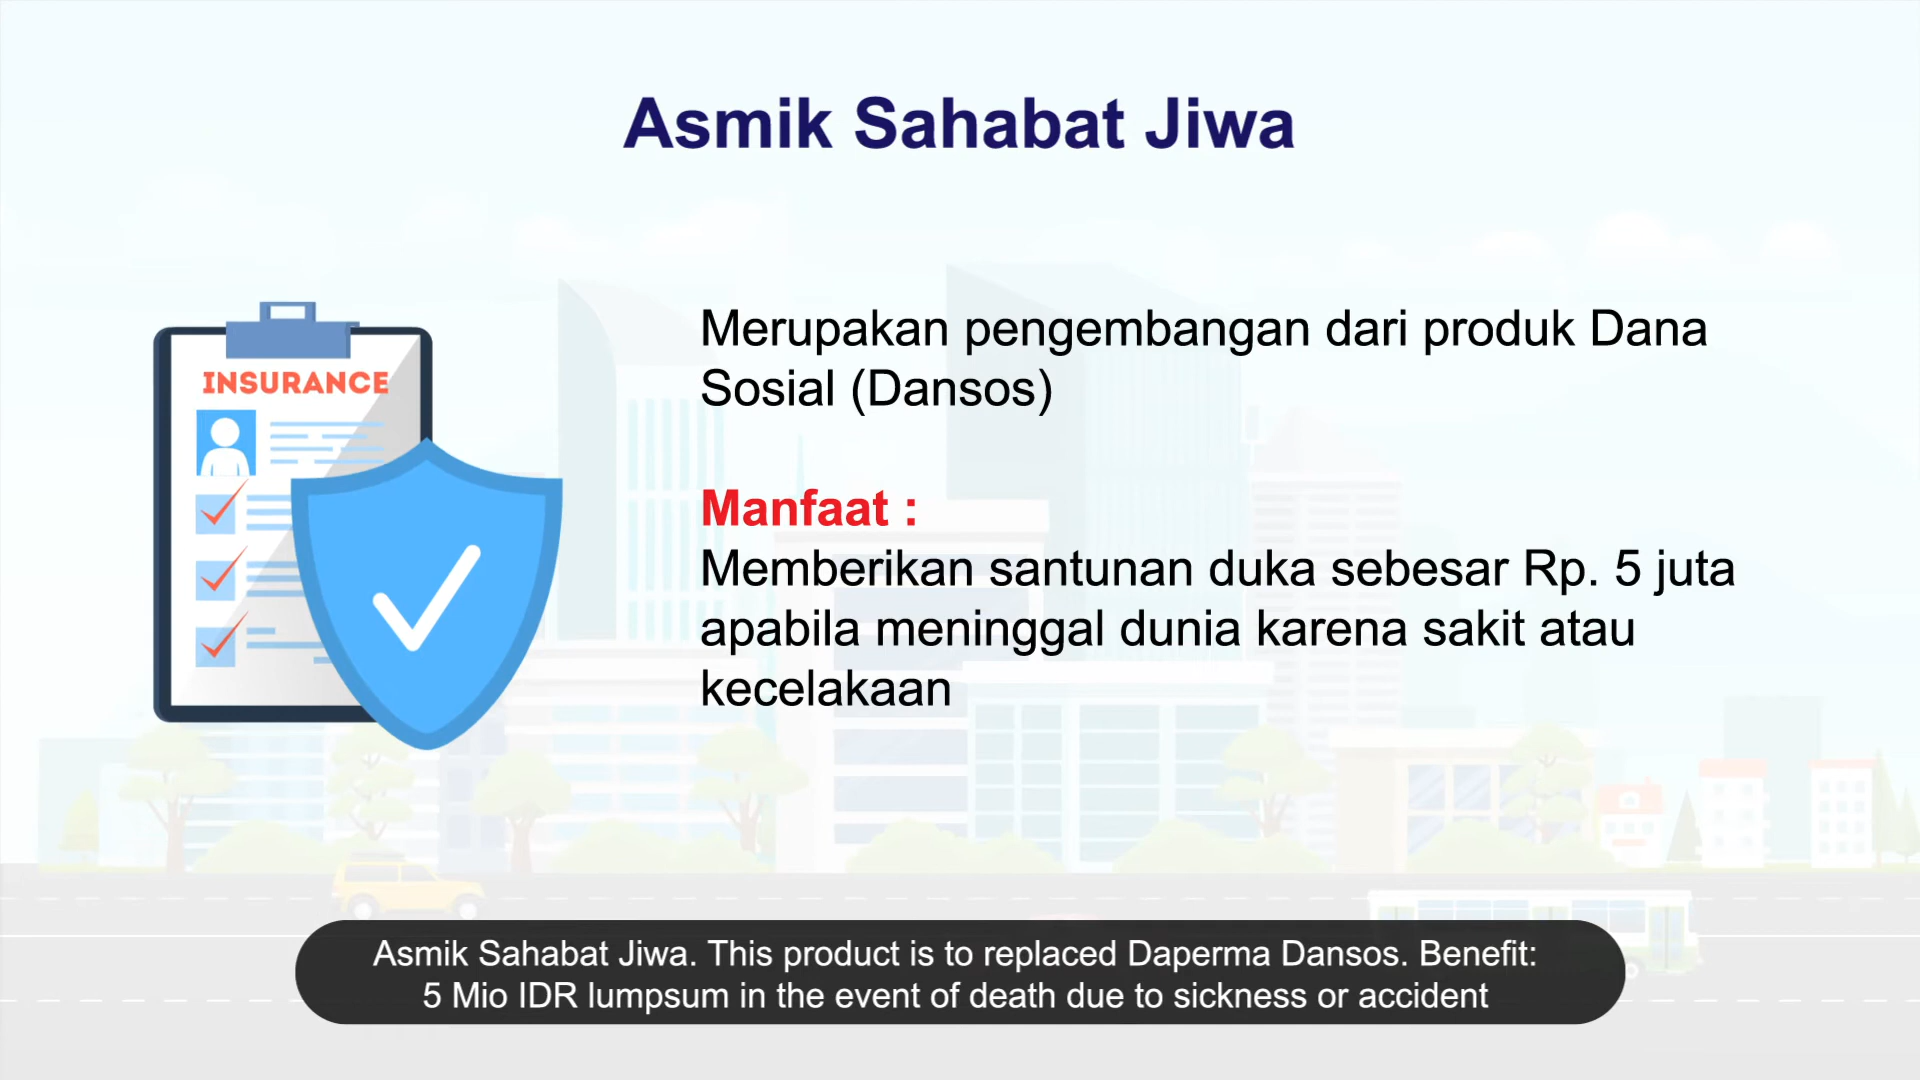 Asmik Sahabat Jiwa
INSURANCE
Merupakan pengembangan dari produk Dana
Sosial (Dansos)
Manfaat :
Memberikan santunan duka sebesar Rp. 5 juta
apabila meninggal dunia karena sakit atau
kecelakaan
Asmik Sahabat Jiwa. This product is to replaced Daperma Dansos. Benefit:
5 Mio IDR lumpsum in the event of death due to sickness or accident